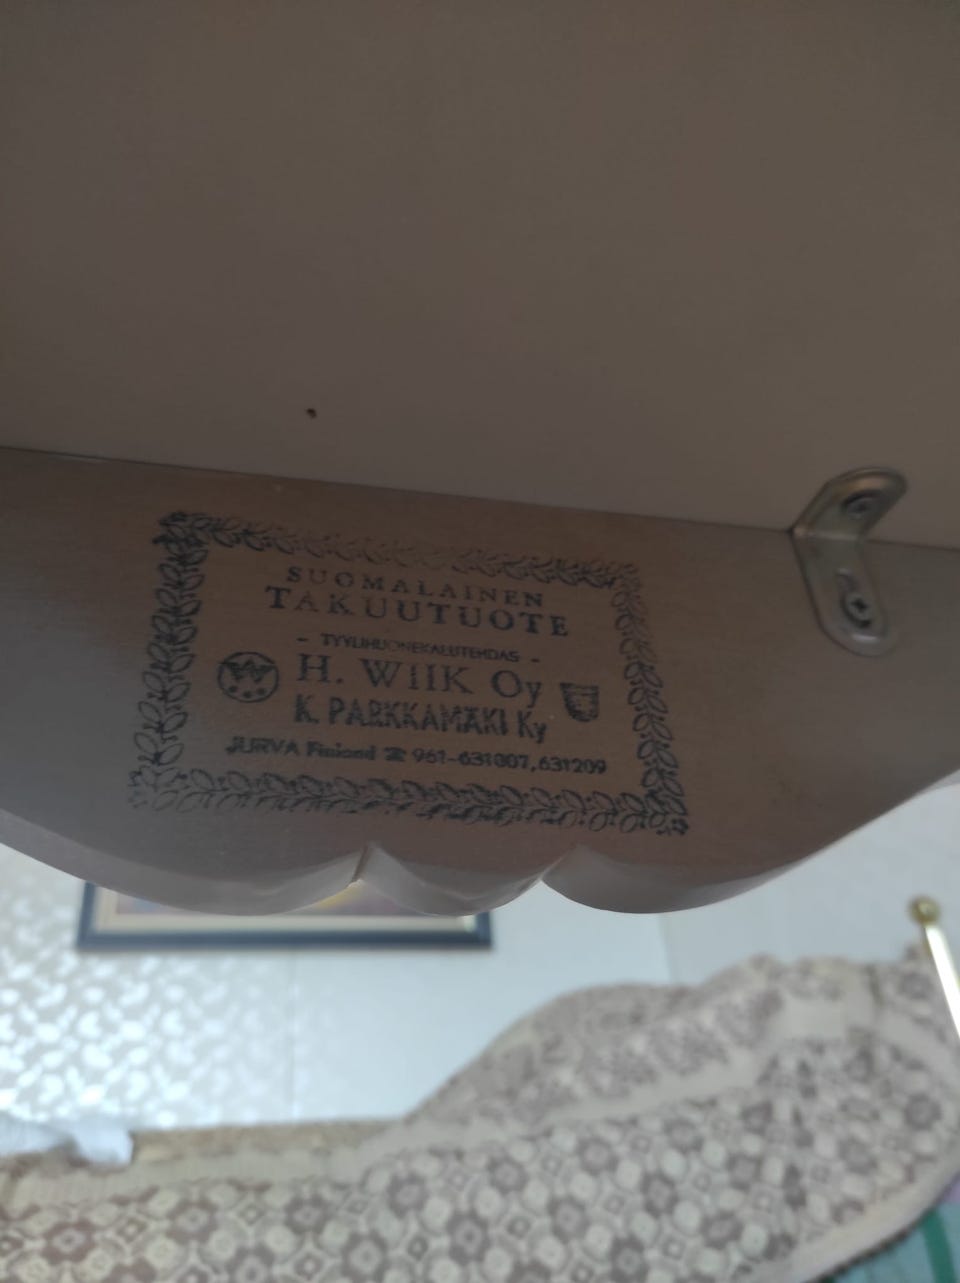 SUOMALAINEN
TAKUUTUOTE
- TYYLIHUONEKALUTEHDAS -
H. WIIK Oy
K. PARKKAMÄKI Ky
JURVA Finland ☎ 961-631007, 631209